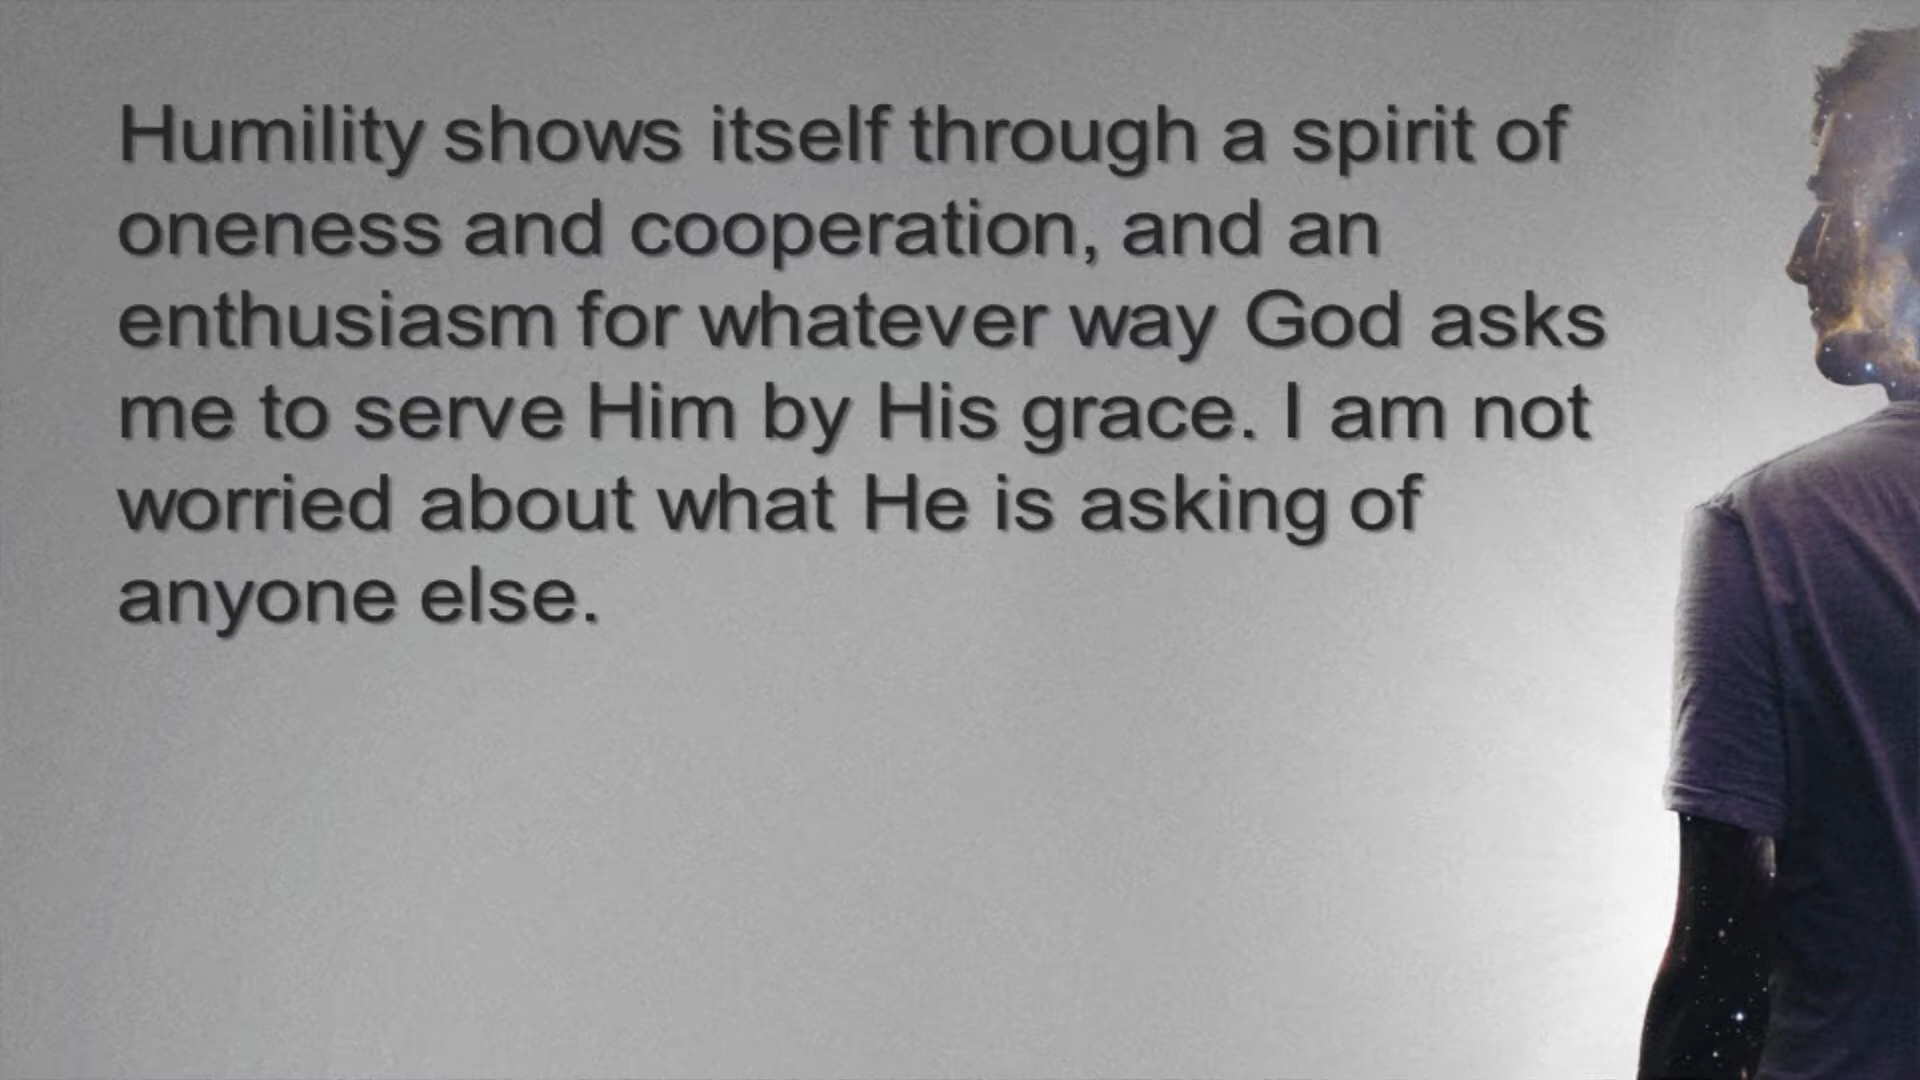 Humility shows itself through a spirit of
oneness and cooperation, and an
enthusiasm for whatever way God asks
me to serve Him by His grace. I am not
worried about what He is asking of
anyone else.